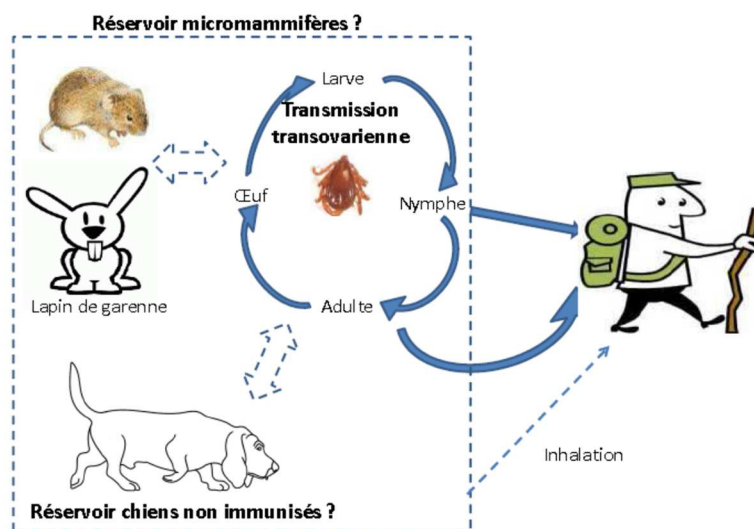 Réservoir micromammifères ?
Larve
Transmission
transovarienne
Œuf
Nymphe
Lapin de garenne
Adulte
Inhalation
Réservoir chiens non immunisés ?